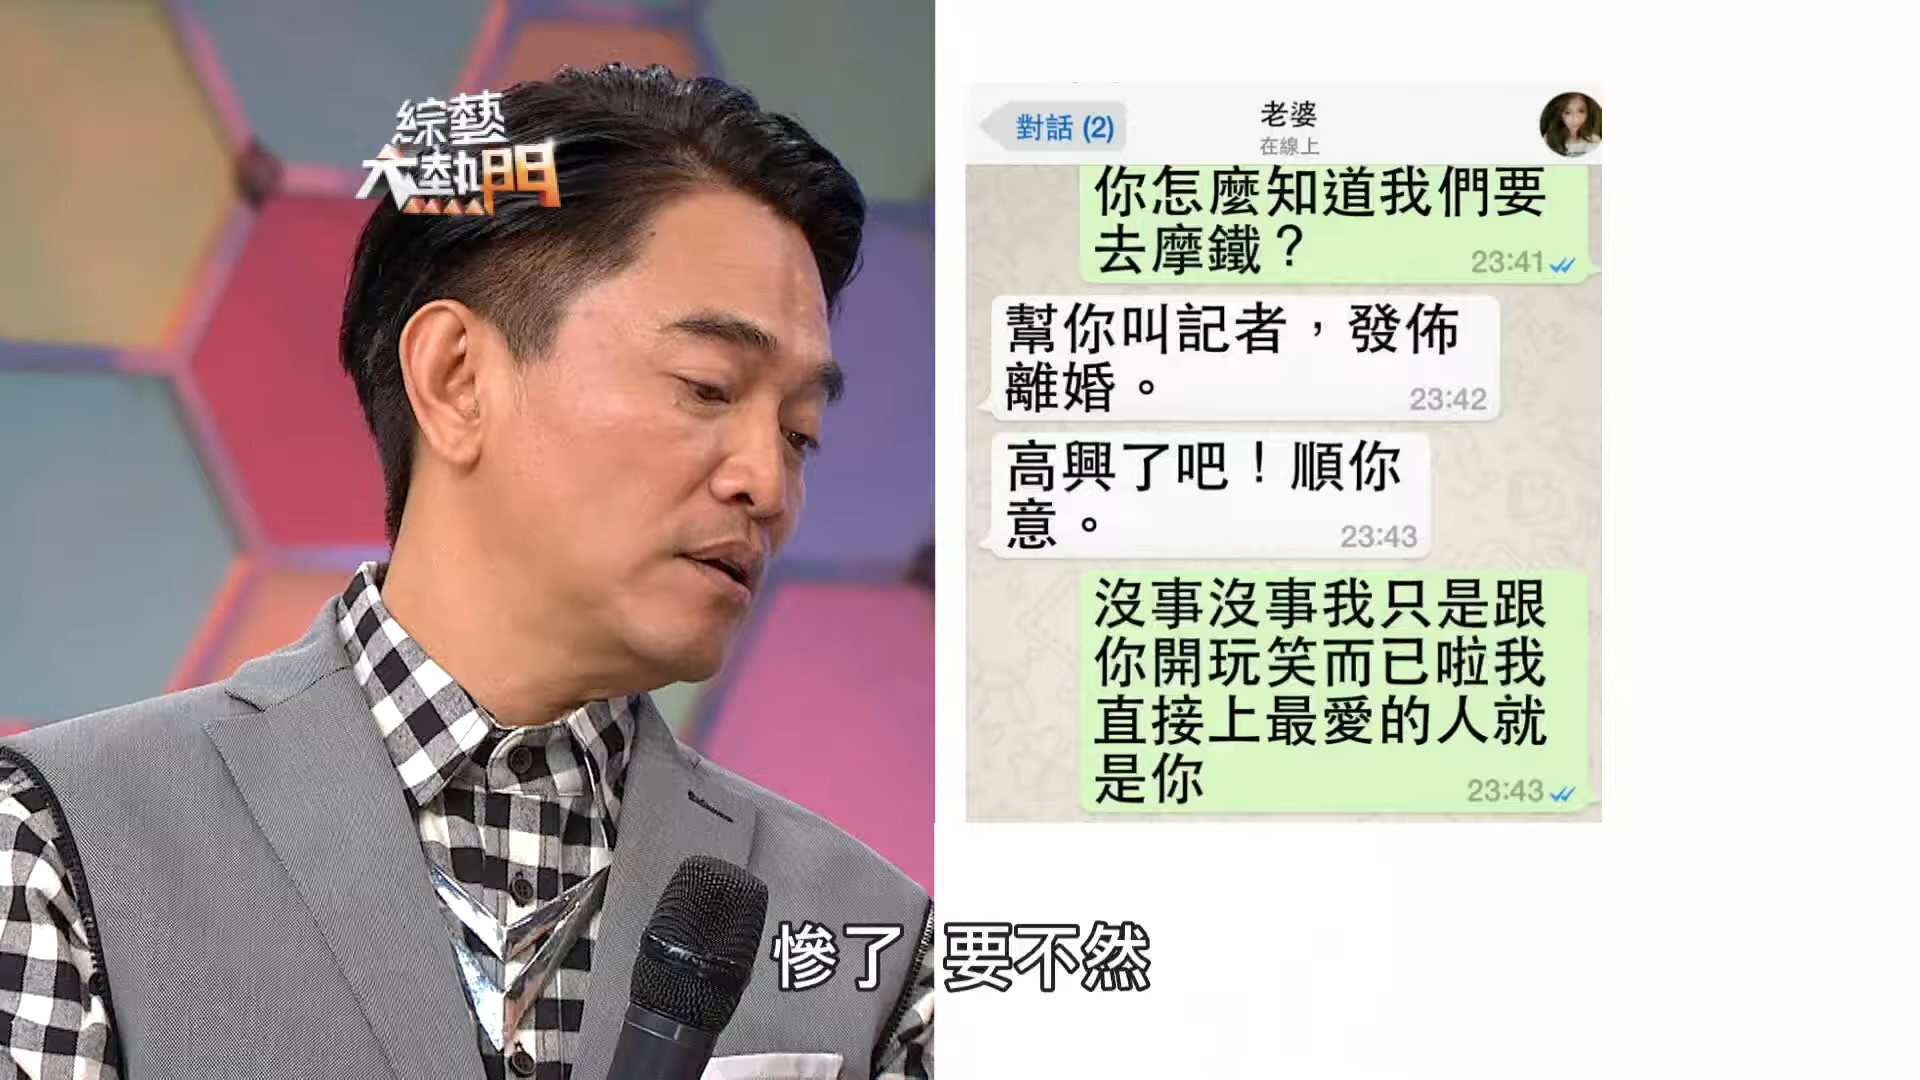 綜藝
大熱門
對話 (2)
老婆
在線上
你怎麼知道我們要
去摩鐵？
23:41
幫你叫記者，發佈
離婚。
23:42
高興了吧！順你
意。
23:43
沒事沒事我只是跟
你開玩笑而已啦我
直接上最愛的人就
是你
23:43
慘了 要不然